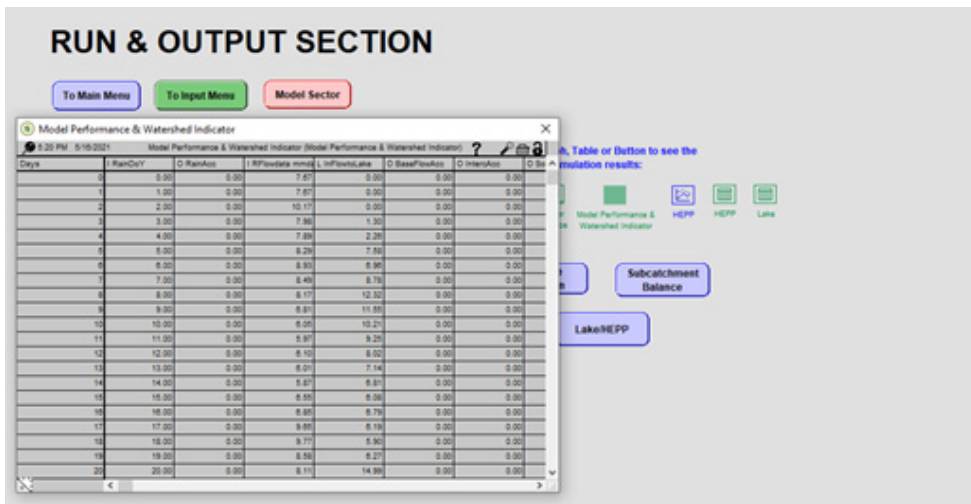 RUN & OUTPUT SECTION
To Main Menu To Input Menu Model Sector
Model Performance & Watershed Indicator
5:20 PM 5/16/2021 Model Performance & Watershed Indicator (Model Performance & Watershed Indicator) ?
Days I RainDoY O RainAcc I RFlowdata mmda L InFlowtoLake O BaseFlowAcc O InterciAcc O So
0 0.00 0.00 7.67 0.00 0.00 0.00
1 1.00 0.00 7.67 0.00 0.00 0.00
2 2.00 0.00 10.17 0.00 0.00 0.00
3 3.00 0.00 7.98 1.30 0.00 0.00
4 4.00 0.00 7.89 2.26 0.00 0.00
5 5.00 0.00 8.29 7.58 0.00 0.00
6 6.00 0.00 8.93 6.96 0.00 0.00
7 7.00 0.00 8.49 8.78 0.00 0.00
8 8.00 0.00 8.17 12.32 0.00 0.00
9 9.00 0.00 6.81 11.55 0.00 0.00
10 10.00 0.00 6.05 10.21 0.00 0.00
11 11.00 0.00 5.97 9.25 0.00 0.00
12 12.00 0.00 6.10 8.02 0.00 0.00
13 13.00 0.00 6.01 7.14 0.00 0.00
14 14.00 0.00 5.87 6.81 0.00 0.00
15 15.00 0.00 6.55 6.08 0.00 0.00
16 16.00 0.00 6.85 6.79 0.00 0.00
17 17.00 0.00 9.65 6.19 0.00 0.00
18 18.00 0.00 9.77 5.90 0.00 0.00
19 19.00 0.00 8.58 6.27 0.00 0.00
20 20.00 0.00 8.11 14.99 0.00 0.00
h, Table or Button to see the
mulation results:
Model Performance &
Watershed Indicator
HEPP HEPP Lake
Subcatchment
Balance
Lake/HEPP